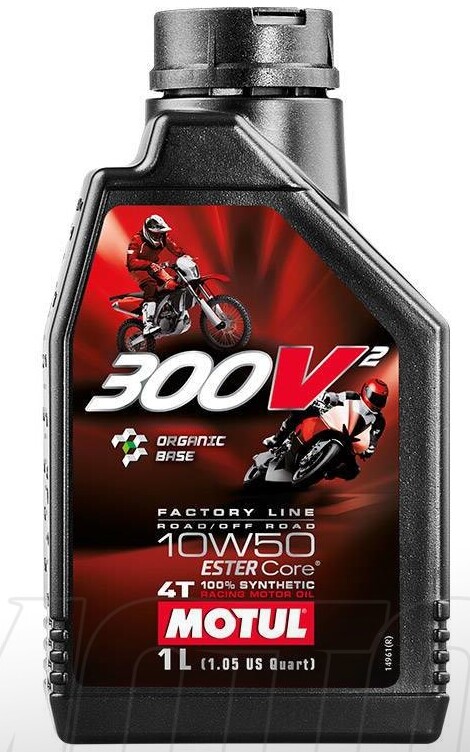 300V²
ORGANIC
BASE
FACTORY LINE
ROAD/OFF ROAD
10W50
ESTER Core®
4T 100% SYNTHETIC
RACING MOTOR OIL
MOTUL
1L (1.05 US Quart)
14961(R)